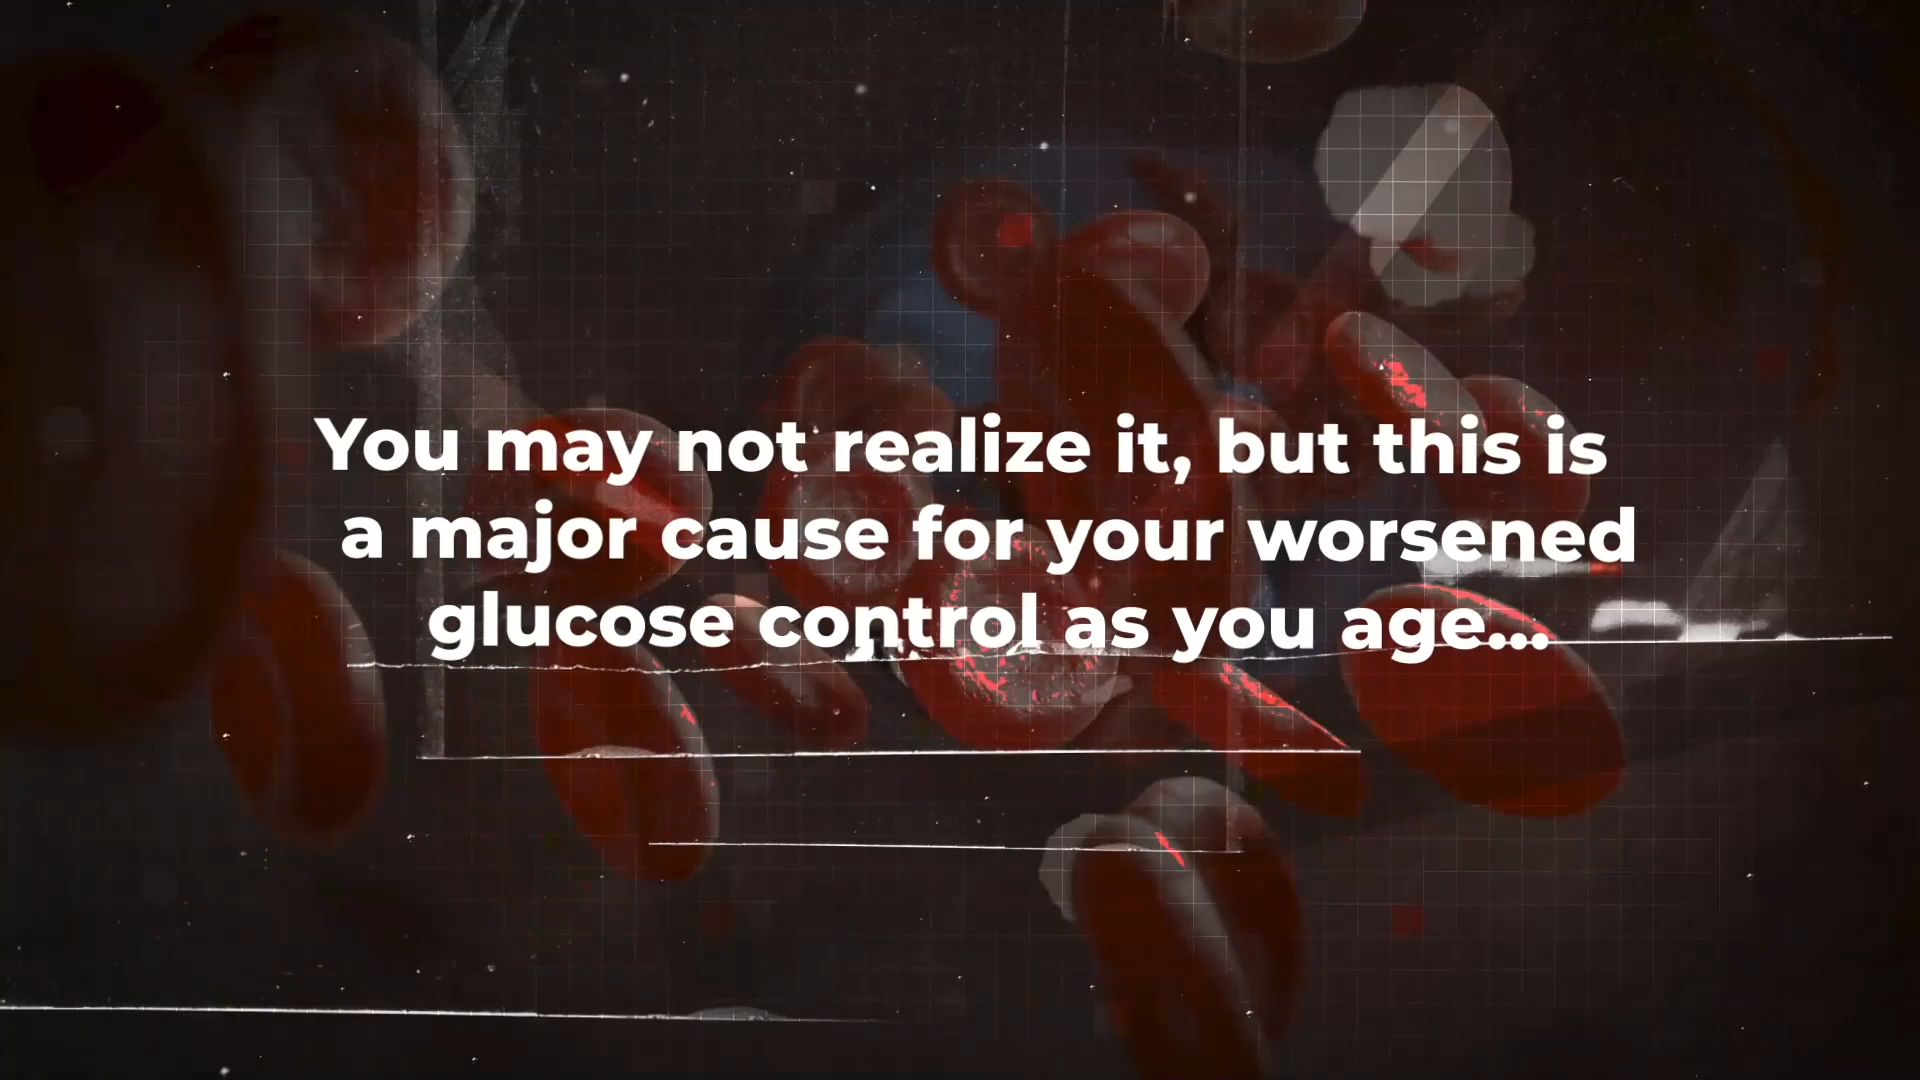 You may not realize it, but this is
a major cause for your worsened
glucose control as you age...